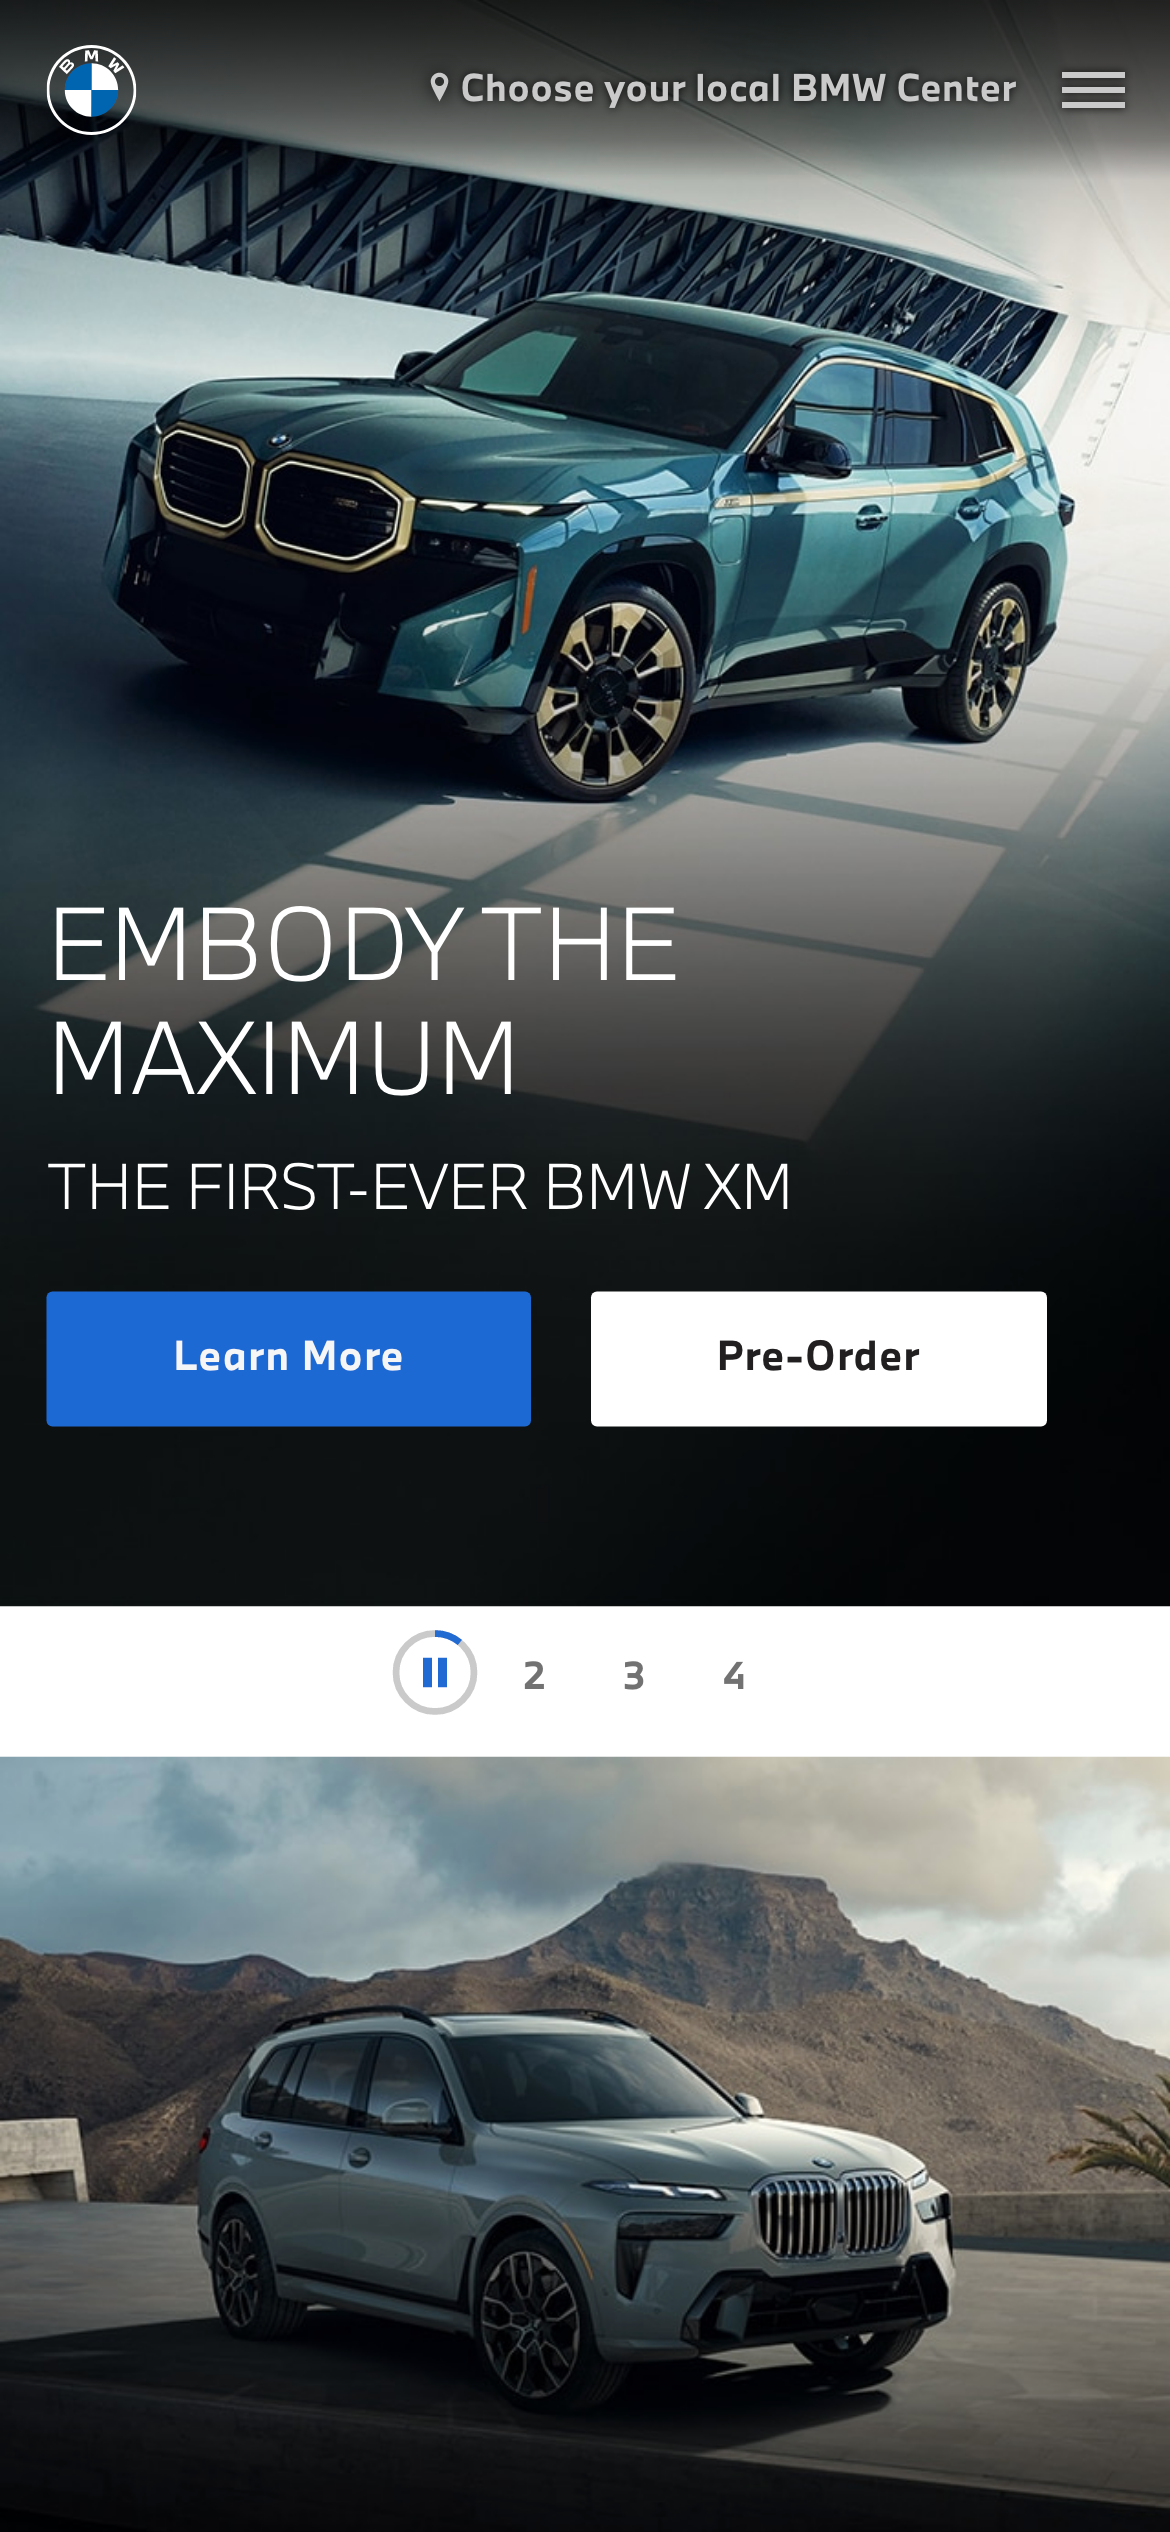 BMW
Choose your local BMW Center
EMBODY THE
MAXIMUM
THE FIRST-EVER BMW XM
Learn More
Pre-Order
2 3 4